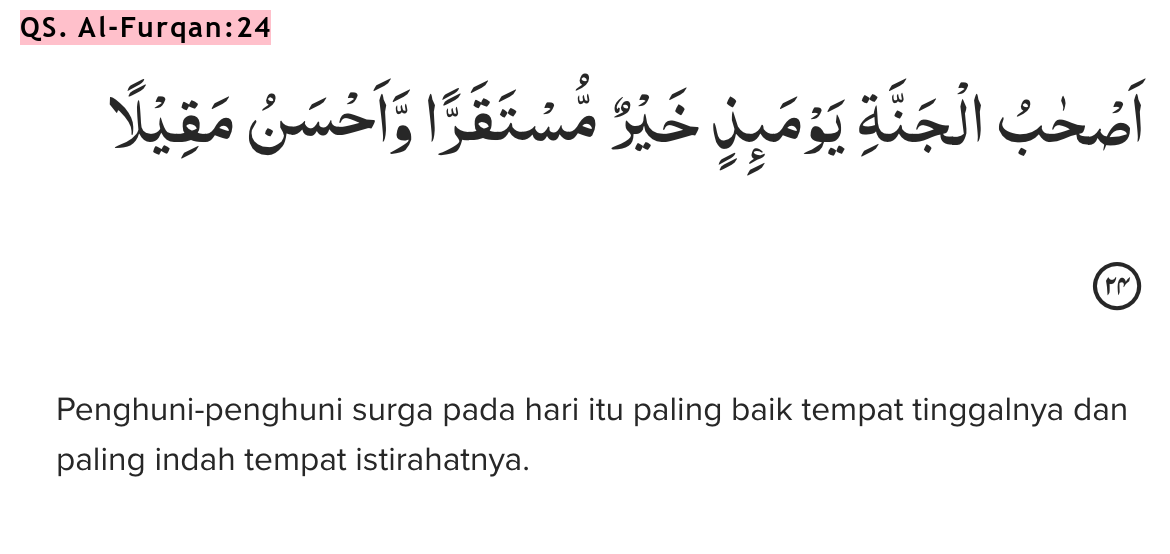 QS. Al-Furqan:24
اَصْحٰبُ الْجَنَّةِ يَوْمَىِٕذٍ خَيْرٌ مُّسْتَقَرًّا وَّاَحْسَنُ مَقِيْلًا
٢٤
Penghuni-penghuni surga pada hari itu paling baik tempat tinggalnya dan
paling indah tempat istirahatnya.